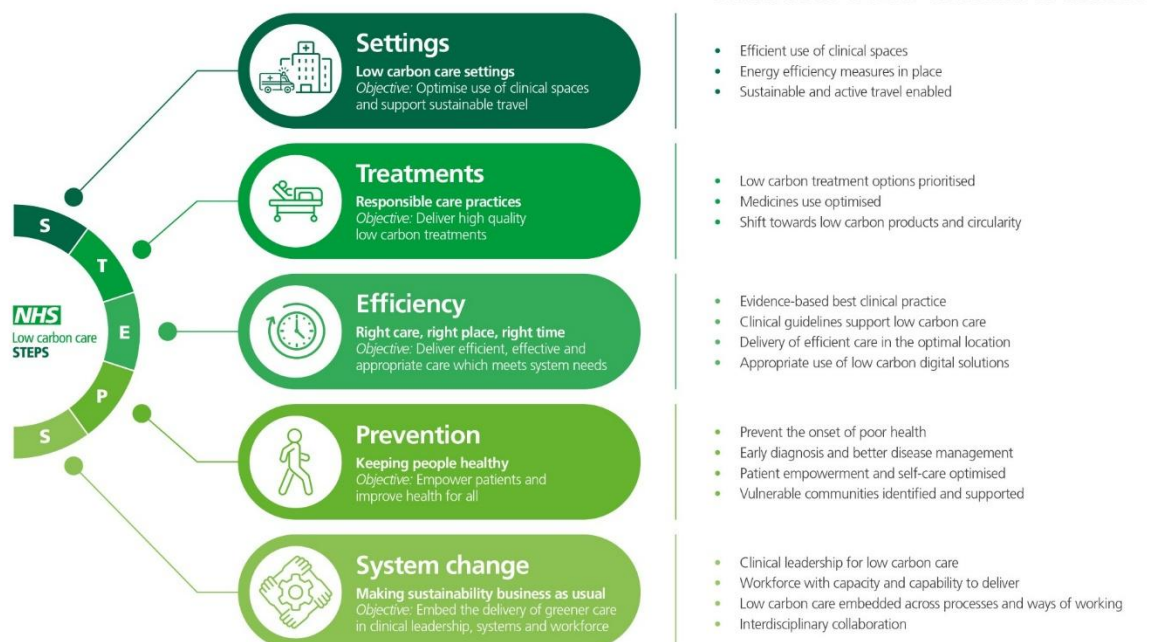 Settings
Low carbon care settings
Objective: Optimise use of clinical spaces
and support sustainable travel
• Efficient use of clinical spaces
• Energy efficiency measures in place
• Sustainable and active travel enabled
Treatments
Responsible care practices
Objective: Deliver high quality
low carbon treatments
• Low carbon treatment options prioritised
• Medicines use optimised
• Shift towards low carbon products and circularity
S
T
E
P
S
NHS
Low carbon care
STEPS
Efficiency
Right care, right place, right time
Objective: Deliver efficient, effective and
appropriate care which meets system needs
• Evidence-based best clinical practice
• Clinical guidelines support low carbon care
• Delivery of efficient care in the optimal location
• Appropriate use of low carbon digital solutions
Prevention
Keeping people healthy
Objective: Empower patients and
improve health for all
• Prevent the onset of poor health
• Early diagnosis and better disease management
• Patient empowerment and self-care optimised
• Vulnerable communities identified and supported
System change
Making sustainability business as usual
Objective: Embed the delivery of greener care
in clinical leadership, systems and workforce
• Clinical leadership for low carbon care
• Workforce with capacity and capability to deliver
• Low carbon care embedded across processes and ways of working
• Interdisciplinary collaboration